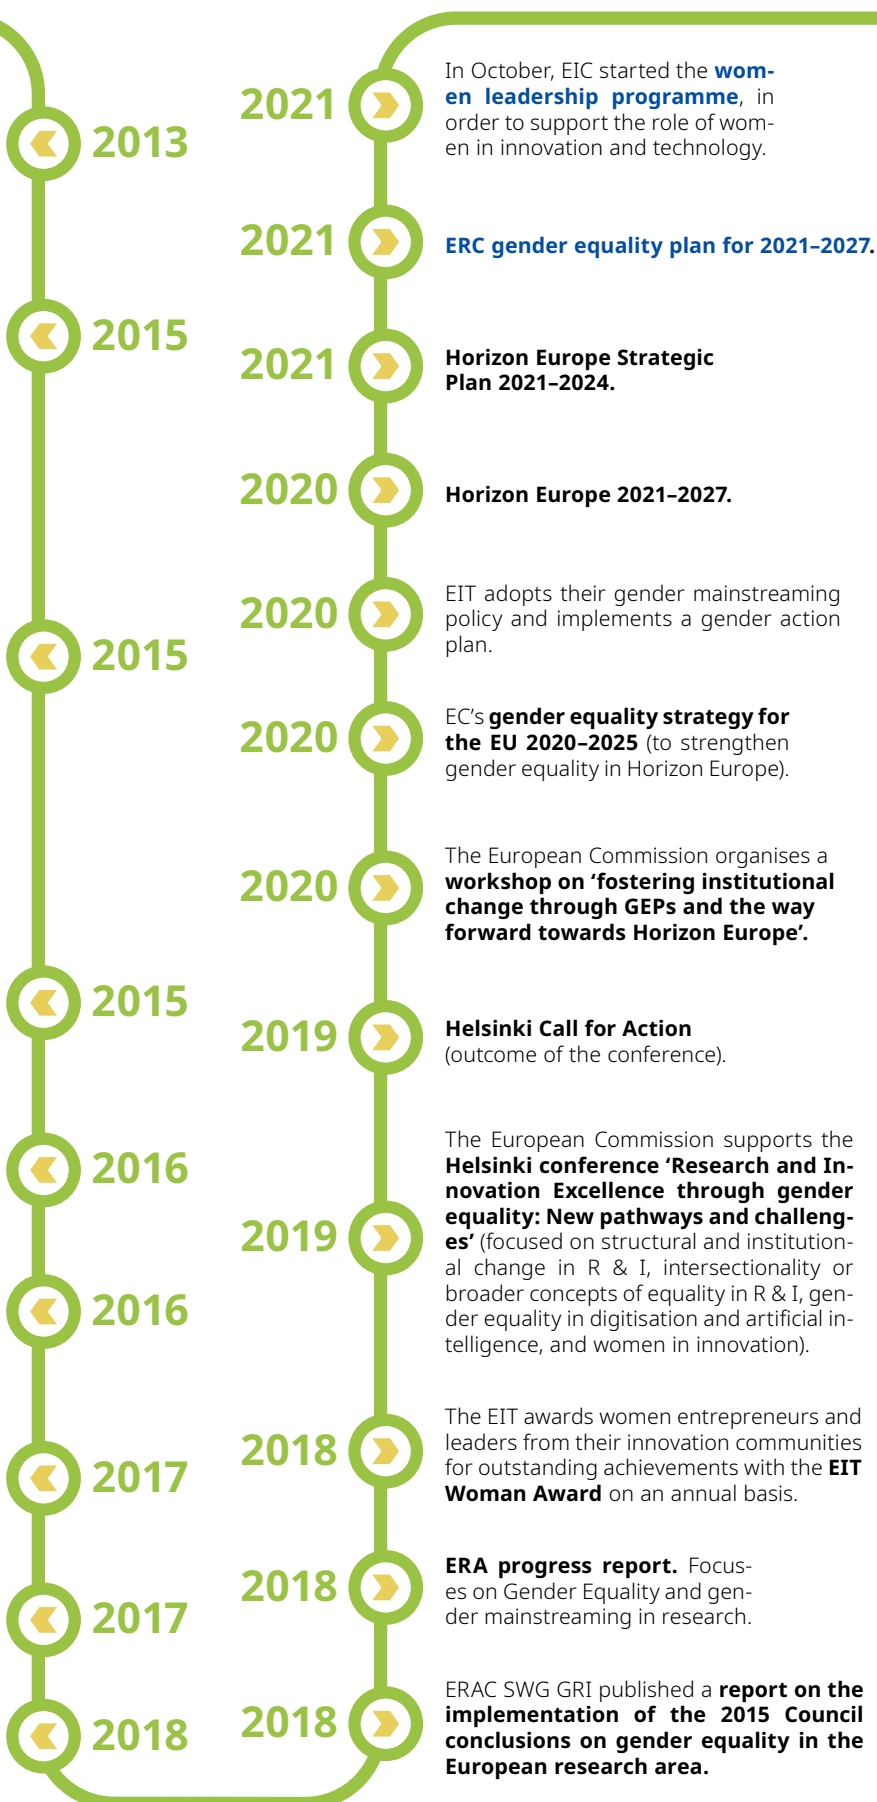 2013
2015
2015
2015
2016
2016
2017
2017
2018
2021
In October, EIC started the wom-
en leadership programme, in
order to support the role of wom-
en in innovation and technology.
2021
ERC gender equality plan for 2021–2027.
2021
Horizon Europe Strategic
Plan 2021–2024.
2020
Horizon Europe 2021–2027.
2020
EIT adopts their gender mainstreaming
policy and implements a gender action
plan.
2020
EC’s gender equality strategy for
the EU 2020–2025 (to strengthen
gender equality in Horizon Europe).
2020
The European Commission organises a
workshop on ‘fostering institutional
change through GEPs and the way
forward towards Horizon Europe’.
2019
Helsinki Call for Action
(outcome of the conference).
2019
The European Commission supports the
Helsinki conference ‘Research and In-
novation Excellence through gender
equality: New pathways and challeng-
es’ (focused on structural and institution-
al change in R & I, intersectionality or
broader concepts of equality in R & I, gen-
der equality in digitisation and artificial in-
telligence, and women in innovation).
2018
The EIT awards women entrepreneurs and
leaders from their innovation communities
for outstanding achievements with the EIT
Woman Award on an annual basis.
2018
ERA progress report. Focus-
es on Gender Equality and gen-
der mainstreaming in research.
2018
ERAC SWG GRI published a report on the
implementation of the 2015 Council
conclusions on gender equality in the
European research area.